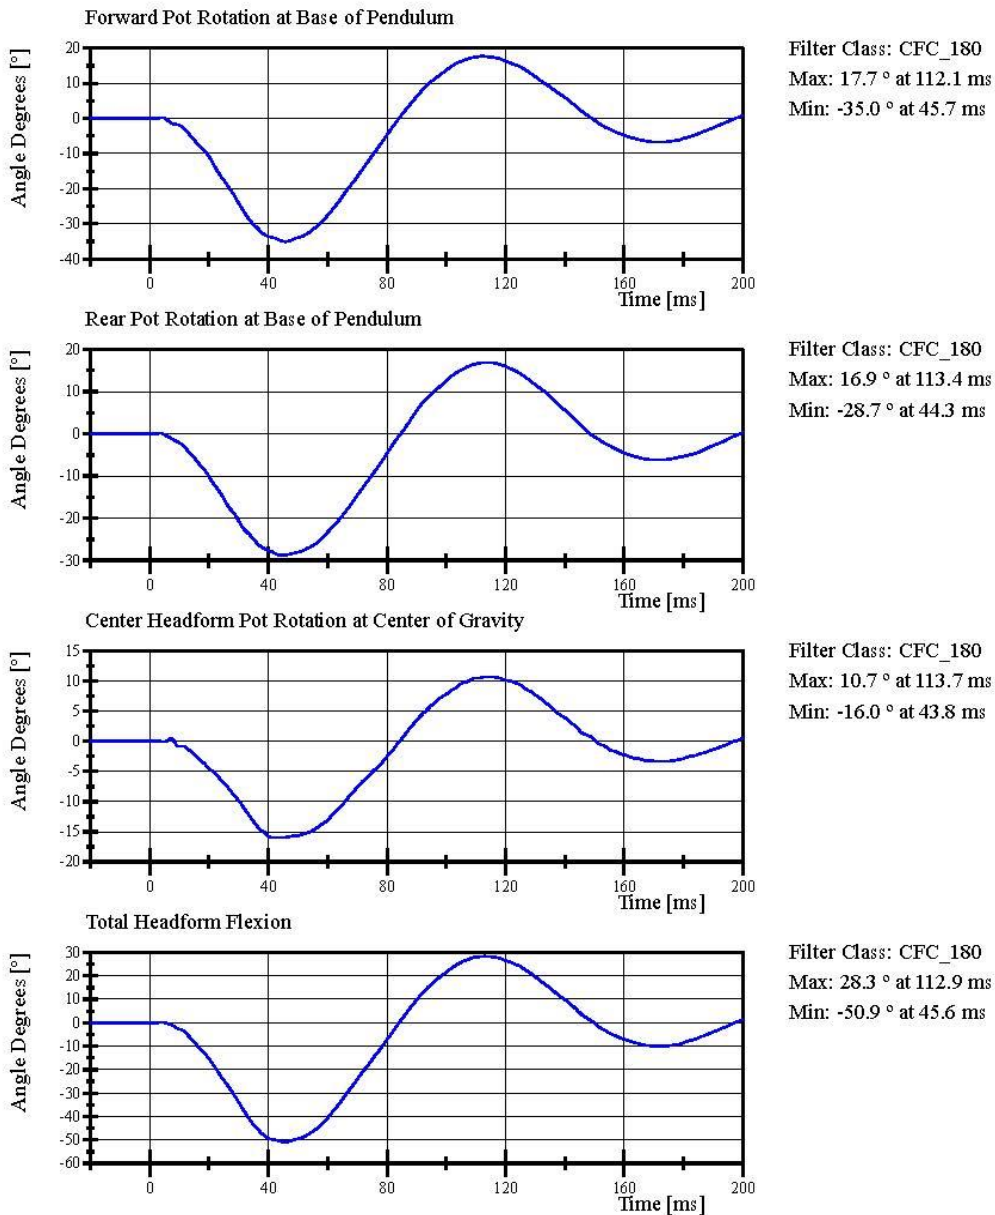 Forward Pot Rotation at Base of Pendulum
Angle Degrees [°]
20
10
0
-10
-20
-30
-40
0 40 80 120 160 200
Time [ms]
Filter Class: CFC_180
Max: 17.7 ° at 112.1 ms
Min: -35.0 ° at 45.7 ms
Rear Pot Rotation at Base of Pendulum
Angle Degrees [°]
20
10
0
-10
-20
-30
0 40 80 120 160 200
Time [ms]
Filter Class: CFC_180
Max: 16.9 ° at 113.4 ms
Min: -28.7 ° at 44.3 ms
Center Headform Pot Rotation at Center of Gravity
Angle Degrees [°]
15
10
5
0
-5
-10
-15
-20
0 40 80 120 160 200
Time [ms]
Filter Class: CFC_180
Max: 10.7 ° at 113.7 ms
Min: -16.0 ° at 43.8 ms
Total Headform Flexion
Angle Degrees [°]
30
20
10
0
-10
-20
-30
-40
-50
-60
0 40 80 120 160 200
Time [ms]
Filter Class: CFC_180
Max: 28.3 ° at 112.9 ms
Min: -50.9 ° at 45.6 ms